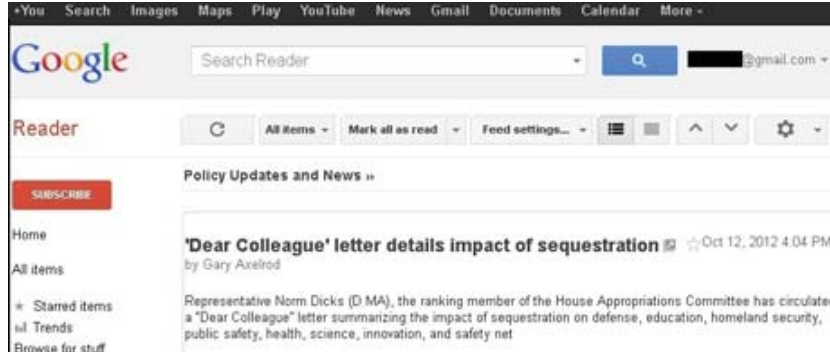 +You Search Images Maps Play YouTube News Gmail Documents Calendar More
Google
Search Reader
@gmail.com
Reader
All items
Mark all as read
Feed settings...
Policy Updates and News »
SUBSCRIBE
Home
All items
Starred items
Trends
Browse for stuff
'Dear Colleague' letter details impact of sequestration
Oct 12, 2012 4:04 PM
by Gary Axelrod
Representative Norm Dicks (D MA), the ranking member of the House Appropriations Committee has circulated
a "Dear Colleague" letter summarizing the impact of sequestration on defense, education, homeland security,
public safety, health, science, innovation, and safety net